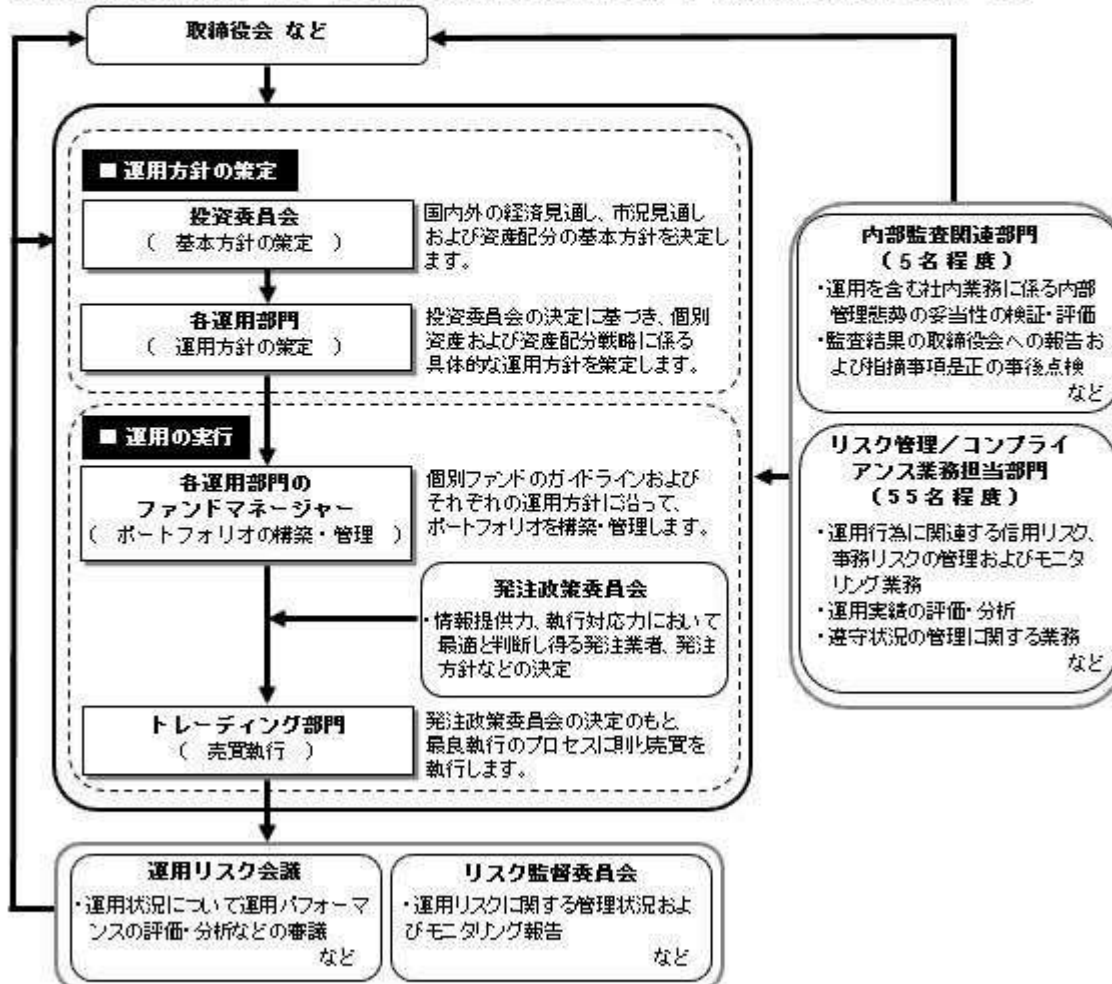 取締役会 など
■ 運用方針の策定
投資委員会
( 基本方針の策定 )
国内外の経済見通し、市況見通し
および資産配分の基本方針を決定し
ます。
各運用部門
( 運用方針の策定 )
投資委員会の決定に基づき、個別
資産および資産配分戦略に係る
具体的な運用方針を策定します。
■ 運用の実行
各運用部門の
ファンドマネージャー
( ポートフォリオの構築・管理 )
個別ファンドのガイドラインおよび
それぞれの運用方針に沿って、
ポートフォリオを構築・管理します。
発注政策委員会
・情報提供力、執行対応力において
最適と判断し得る発注業者、発注
方針などの決定
トレーディング部門
( 売買執行 )
発注政策委員会の決定のもと、
最良執行のプロセスに則り売買を
執行します。
内部監査関連部門
(5名程度)
・運用を含む社内業務に係る内部
管理態勢の妥当性の検証・評価
・監査結果の取締役会への報告お
よび指摘事項是正の事後点検
など
リスク管理/コンプライ
アンス業務担当部門
(55名程度)
・運用行為に関連する信用リスク、
事務リスクの管理およびモニタ
リング業務
・運用実績の評価・分析
・遵守状況の管理に関する業務
など
運用リスク会議
・運用状況について運用パフォーマ
ンスの評価・分析などの審議
など
リスク監督委員会
・運用リスクに関する管理状況およ
びモニタリング報告
など